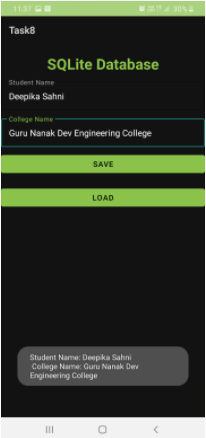 11:37
30%
Task8
SQLite Database
Student Name
Deepika Sahni
College Name
Guru Nanak Dev Engineering College
SAVE
LOAD
Student Name: Deepika Sahni
College Name: Guru Nanak Dev
Engineering College